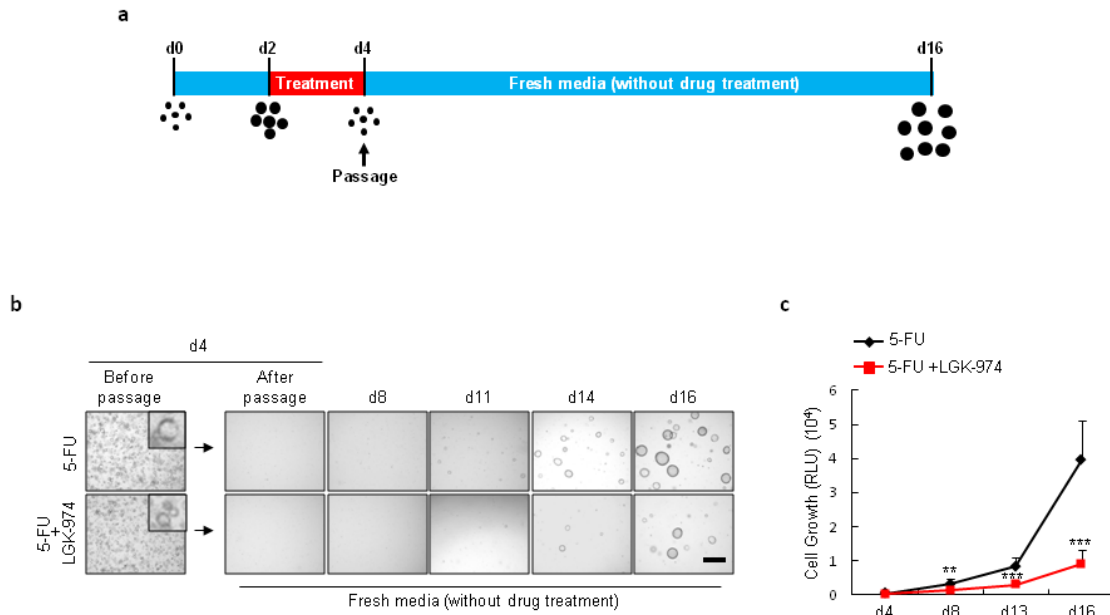 a
d0 d2 d4 d16
Treatment Fresh media (without drug treatment)
Passage
b
d4
Before passage
After passage
d8 d11 d14 d16
5-FU
5-FU + LGK-974
Fresh media (without drug treatment)
c
5-FU
5-FU +LGK-974
Cell Growth (RLU) (10⁴)
6
5
4
3
2
1
0
**
***
***
d4 d8 d13 d16